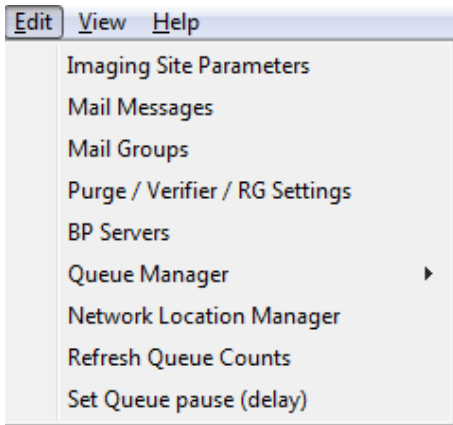 Edit View Help
Imaging Site Parameters
Mail Messages
Mail Groups
Purge / Verifier / RG Settings
BP Servers
Queue Manager
Network Location Manager
Refresh Queue Counts
Set Queue pause (delay)